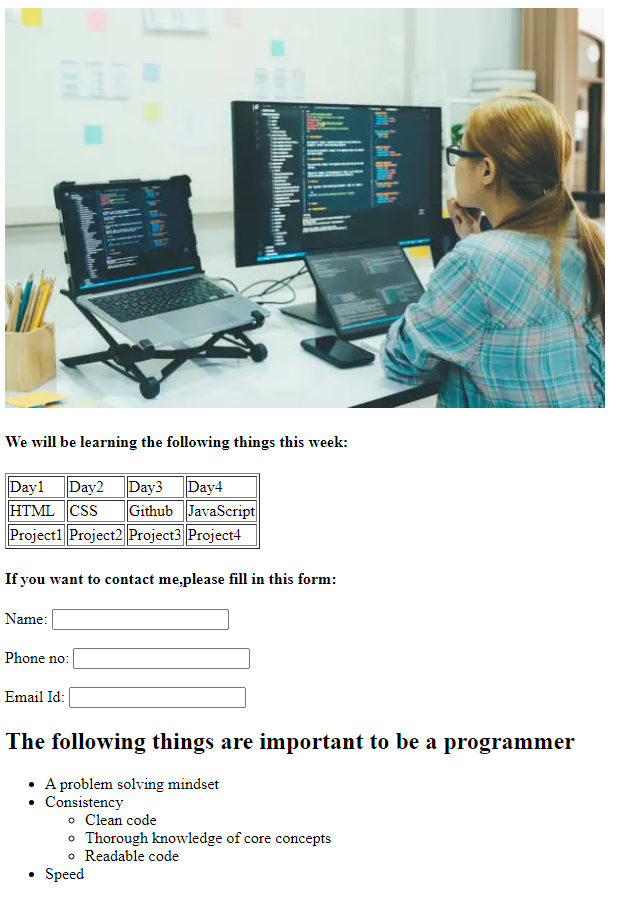 We will be learning the following things this week:
Day1 Day2 Day3 Day4
HTML CSS Github JavaScript
Project1 Project2 Project3 Project4
If you want to contact me,please fill in this form:
Name:
Phone no:
Email Id:
The following things are important to be a programmer
A problem solving mindset
Consistency
Clean code
Thorough knowledge of core concepts
Readable code
Speed